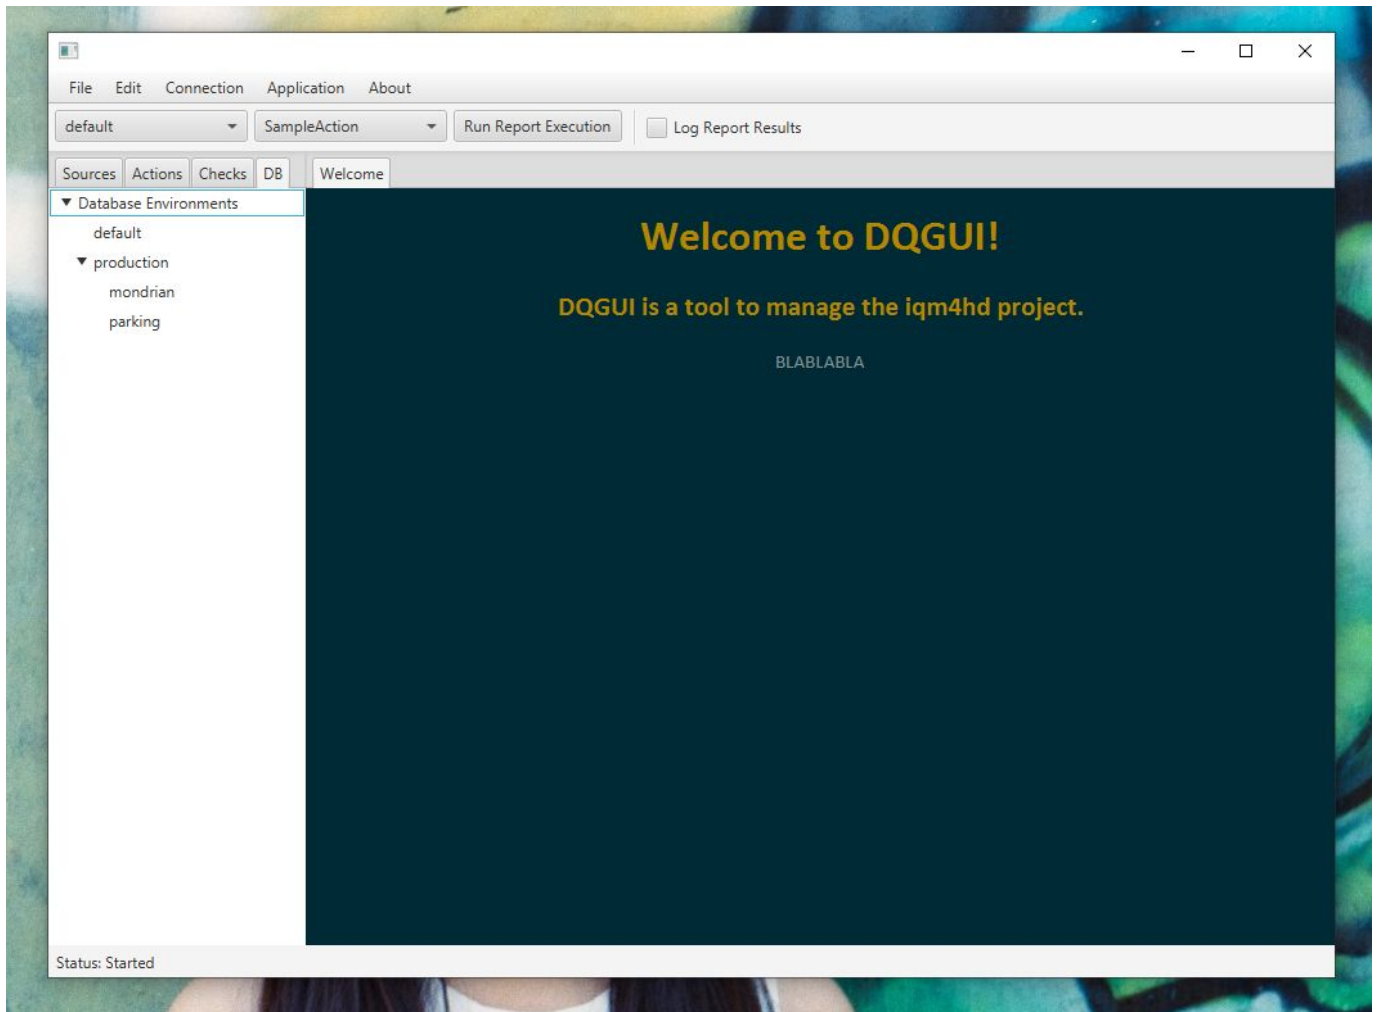 File Edit Connection Application About
default SampleAction Run Report Execution Log Report Results
Sources Actions Checks DB Welcome
Database Environments
default
production
mondrian
parking
Welcome to DQGUI!
DQGUI is a tool to manage the iqm4hd project.
BLABLABLA
Status: Started